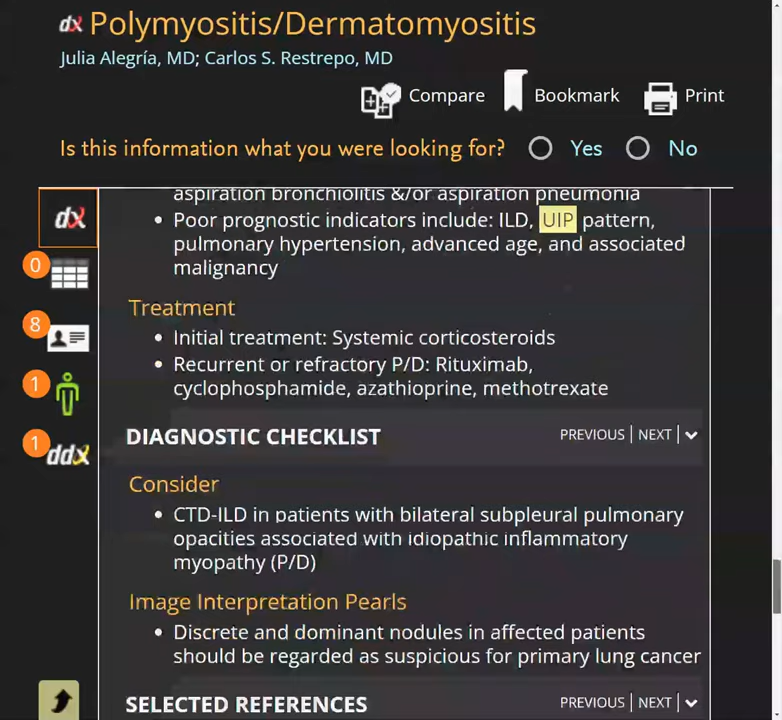 dx Polymyositis/Dermatomyositis
Julia Alegría, MD; Carlos S. Restrepo, MD
Compare Bookmark Print
Is this information what you were looking for? Yes No
aspiration bronchiolitis &/or aspiration pneumonia
dx
• Poor prognostic indicators include: ILD, UIP pattern,
pulmonary hypertension, advanced age, and associated
malignancy
0
Treatment
8
• Initial treatment: Systemic corticosteroids
• Recurrent or refractory P/D: Rituximab,
cyclophosphamide, azathioprine, methotrexate
1
DIAGNOSTIC CHECKLIST PREVIOUS | NEXT |
1
ddx
Consider
• CTD-ILD in patients with bilateral subpleural pulmonary
opacities associated with idiopathic inflammatory
myopathy (P/D)
Image Interpretation Pearls
• Discrete and dominant nodules in affected patients
should be regarded as suspicious for primary lung cancer
SELECTED REFERENCES PREVIOUS | NEXT |